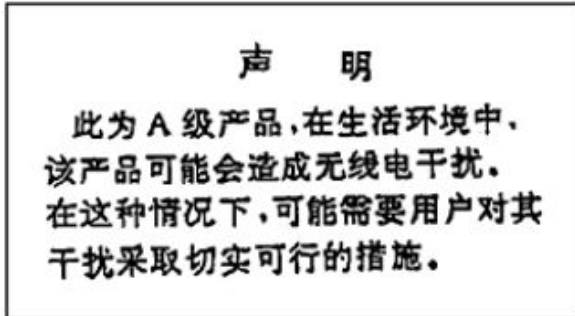 声 明
此为 A 级产品,在生活环境中,
该产品可能会造成无线电干扰。
在这种情况下,可能需要用户对其
干扰采取切实可行的措施。